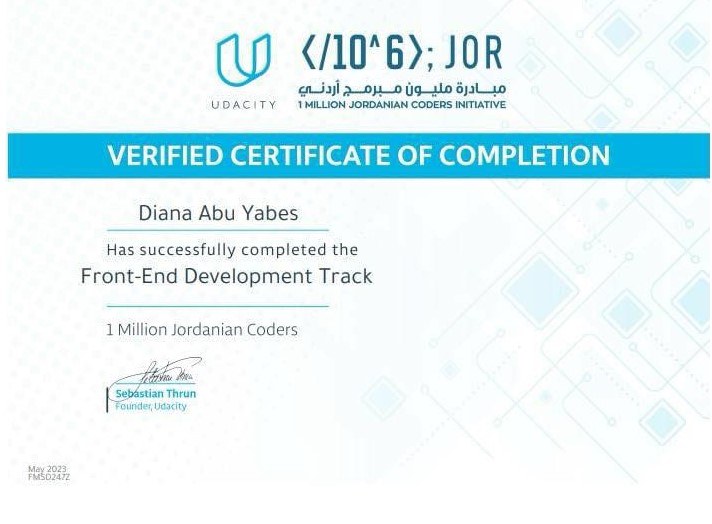 UDACITY
</10^6>; JOR
مبادرة مليون مبرمج أردني
1 MILLION JORDANIAN CODERS INITIATIVE
VERIFIED CERTIFICATE OF COMPLETION
Diana Abu Yabes
Has successfully completed the
Front-End Development Track
1 Million Jordanian Coders
Sebastian Thrun
Founder, Udacity
May 2023
FMSD247Z